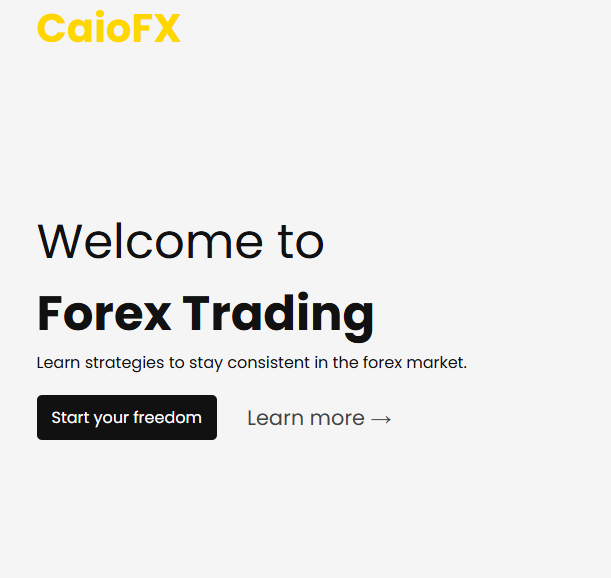 CaioFX
Welcome to
Forex Trading
Learn strategies to stay consistent in the forex market.
Start your freedom
Learn more →